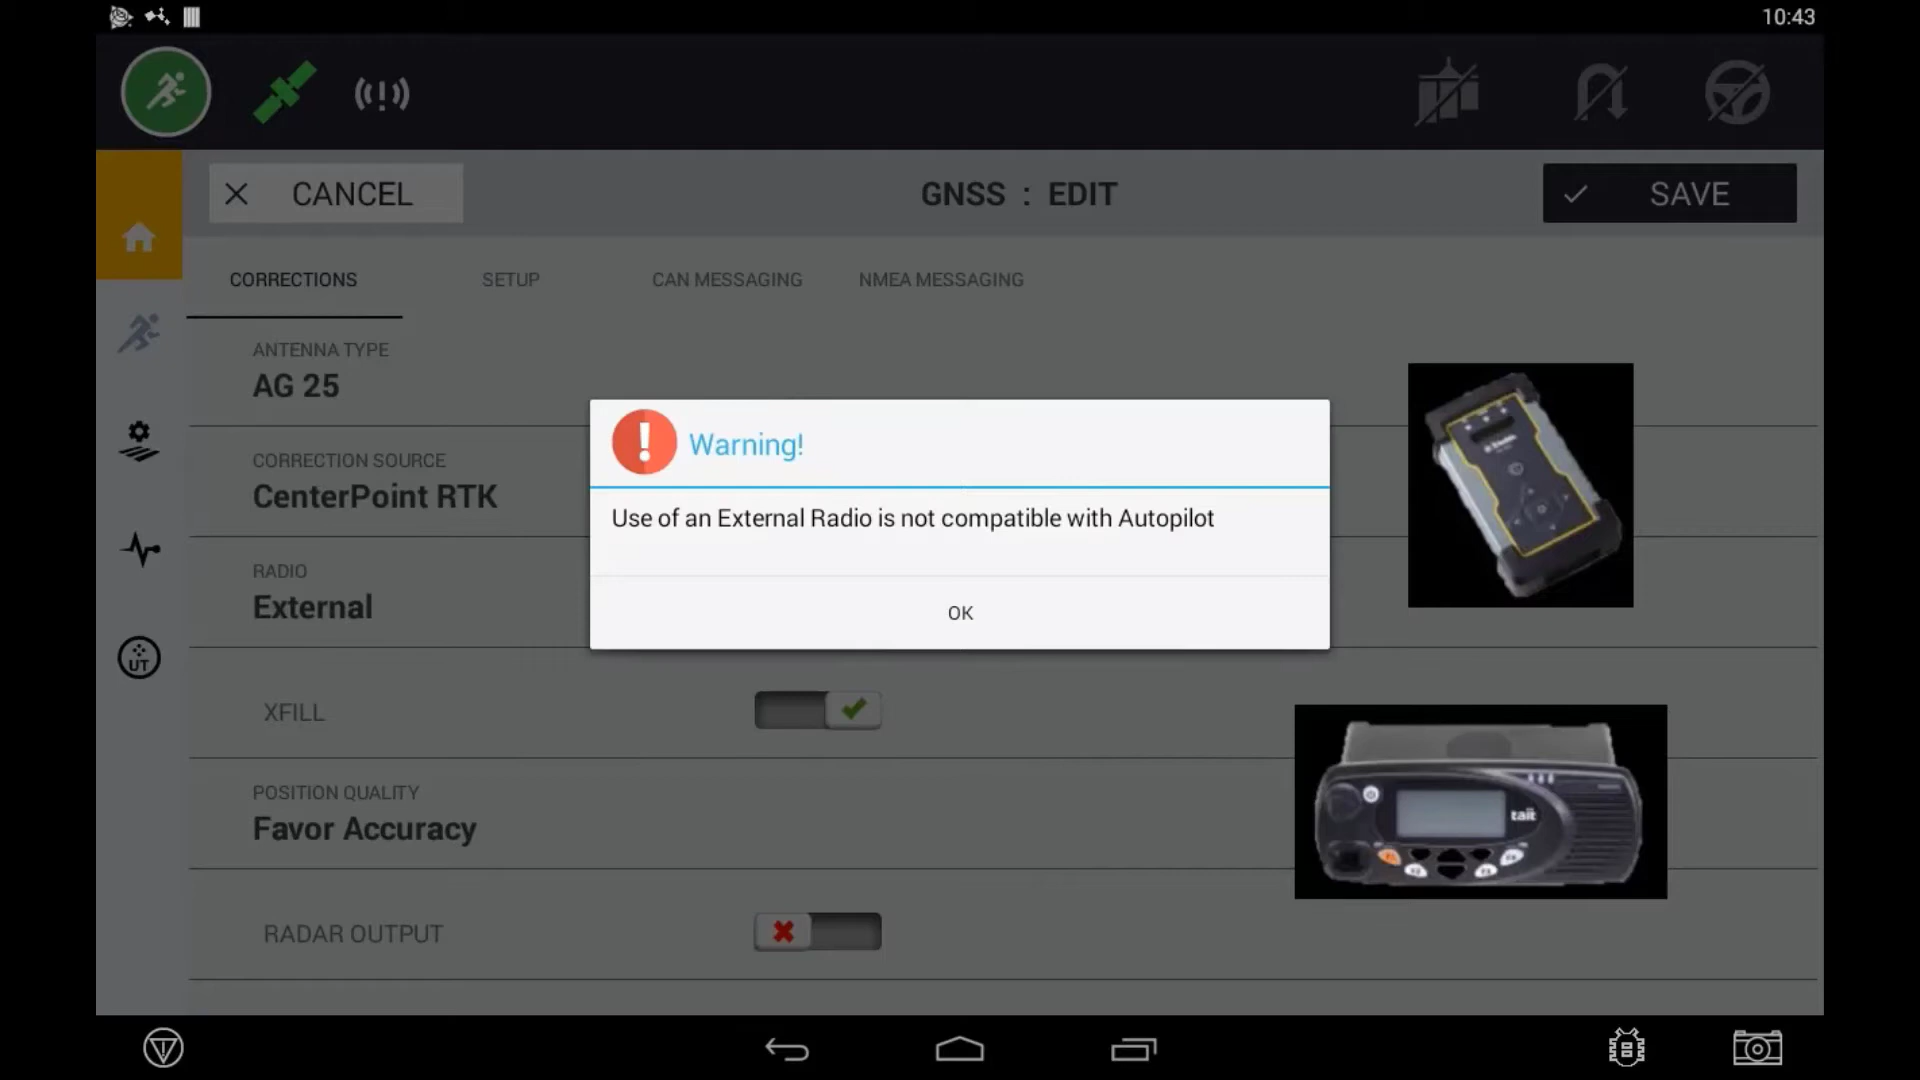 10:43
CANCEL
GNSS : EDIT
SAVE
CORRECTIONS
SETUP
CAN MESSAGING
NMEA MESSAGING
ANTENNA TYPE
AG 25
CORRECTION SOURCE
CenterPoint RTK
RADIO
External
Warning!
Use of an External Radio is not compatible with Autopilot
OK
UT
XFILL
POSITION QUALITY
Favor Accuracy
tait
RADAR OUTPUT